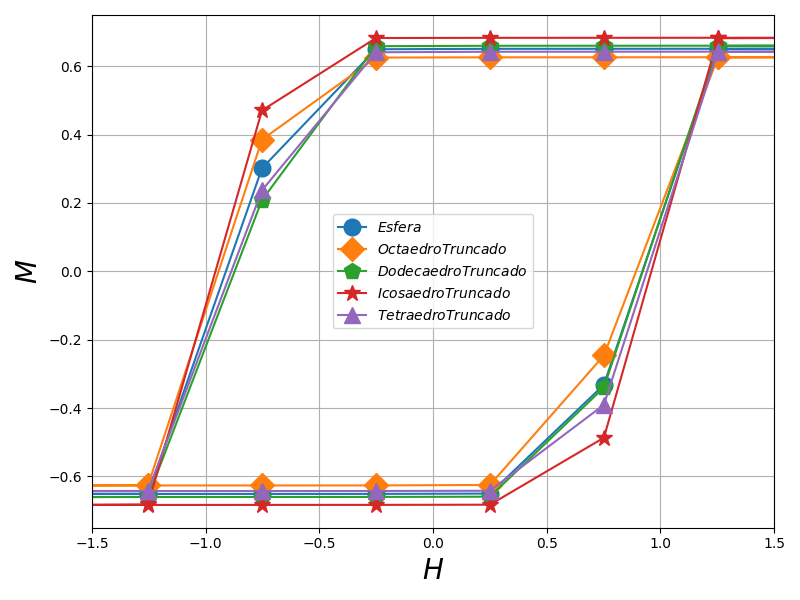 M
0.6
0.4
0.2
0.0
−0.2
−0.4
−0.6
Esfera
OctaedroTruncado
DodecaedroTruncado
IcosaedroTruncado
TetraedroTruncado
−1.5 −1.0 −0.5 0.0 0.5 1.0 1.5
H